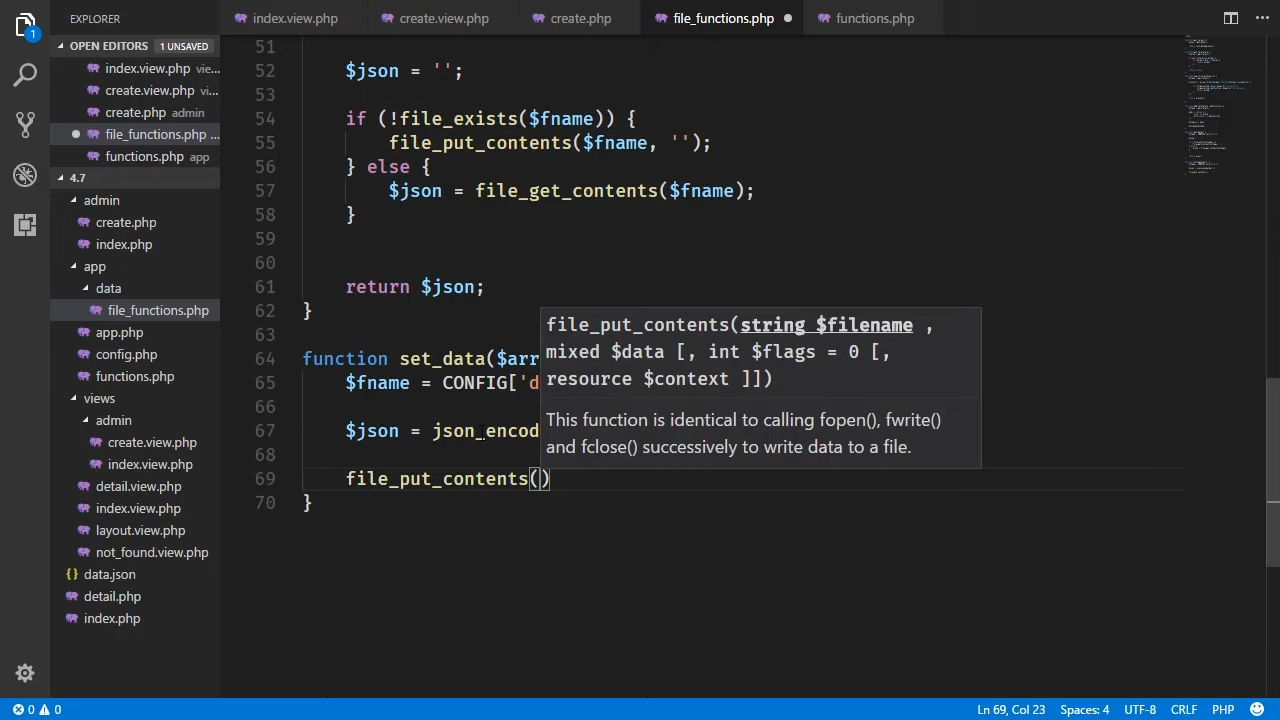 EXPLORER
index.view.php
create.view.php
create.php
file_functions.php
functions.php
OPEN EDITORS 1 UNSAVED
index.view.php vie...
create.view.php vi...
create.php admin
file_functions.php ...
functions.php app
4.7
admin
create.php
index.php
app
data
file_functions.php
app.php
config.php
functions.php
views
admin
create.view.php
index.view.php
detail.view.php
index.view.php
layout.view.php
not_found.view.php
{} data.json
detail.php
index.php
1
51
52 $json = '';
53
54 if (!file_exists($fname)) {
55 file_put_contents($fname, '');
56 } else {
57 $json = file_get_contents($fname);
58 }
59
60
61 return $json;
62 }
63
64 function set_data($arr
65 $fname = CONFIG['d
66
67 $json = json_encod
68
69 file_put_contents()
70 }
file_put_contents(string $filename ,
mixed $data [, int $flags = 0 [,
resource $context ]])
This function is identical to calling fopen(), fwrite()
and fclose() successively to write data to a file.
0 0
Ln 69, Col 23 Spaces: 4 UTF-8 CRLF PHP